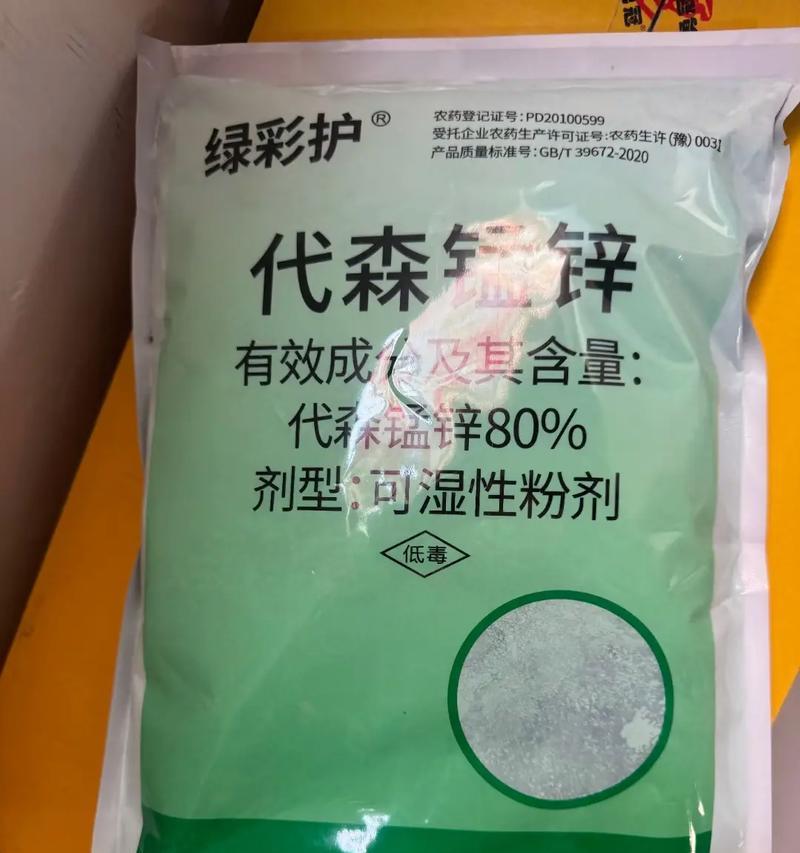 绿彩护®
农药登记证号:PD20100599
受托企业农药生产许可证号:农药生许(豫)0031
产品质量标准号:GB/T 39672-2020
代森锰锌
有效成分及其含量:
代森锰锌80%
剂型:可湿性粉剂
低毒